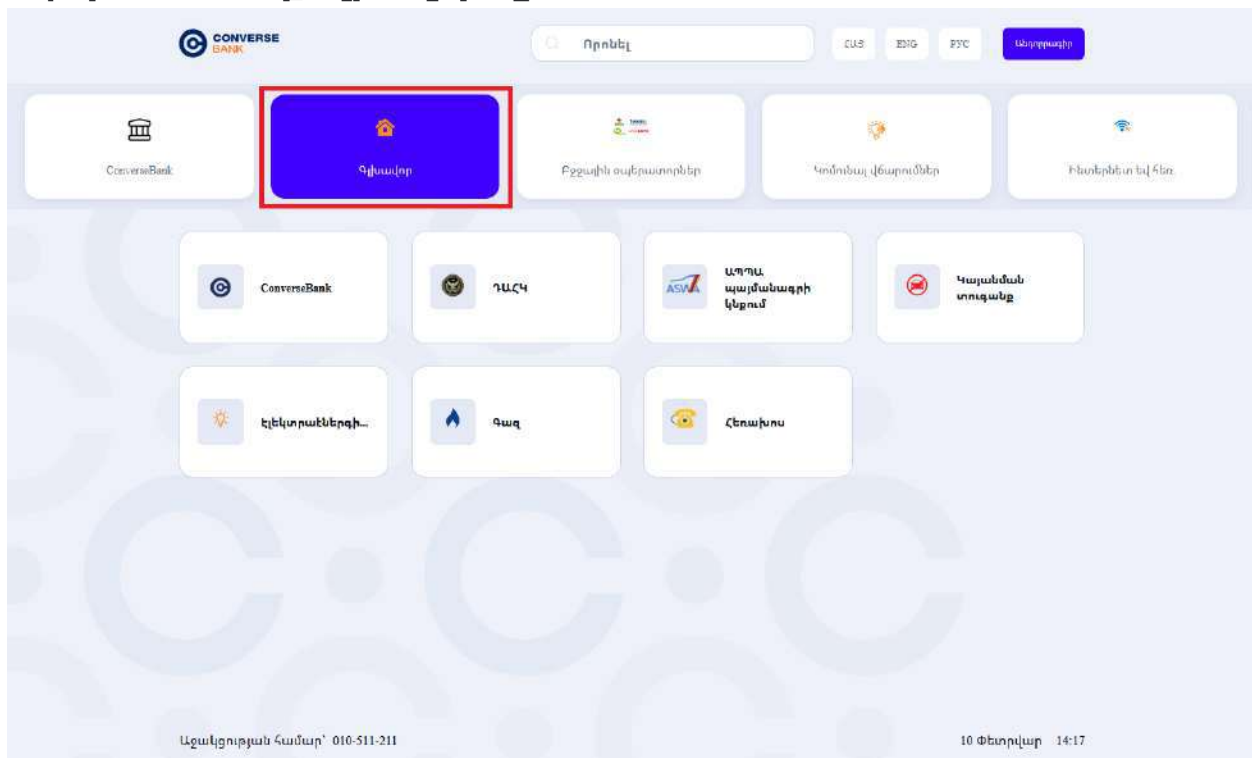 CONVERSE
BANK
Որոնել
ՀԱՅ
ENG
РУС
ConverseBank
Գլխավոր
Բջջային օպերատորներ
Կոմունալ վճարումներ
Ինտերնետ եվ հեռ.
ConverseBank
ԴԱՀԿ
ASWA
ԱՊՊԱ
պայմանագրի
կնքում
Կայանման
տուգանք
Էլեկտրաէներգի...
Գազ
Հեռախոս
Աջակցության համար՝ 010-511-211
10 Փետրվար 14:17